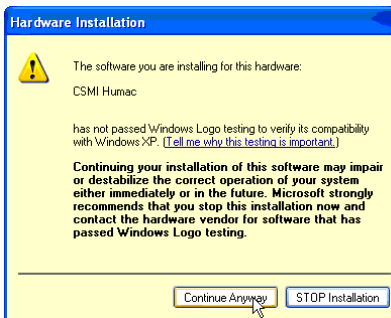 Hardware Installation
The software you are installing for this hardware:
CSMI Humac
has not passed Windows Logo testing to verify its compatibility
with Windows XP. (Tell me why this testing is important.)
Continuing your installation of this software may impair
or destabilize the correct operation of your system
either immediately or in the future. Microsoft strongly
recommends that you stop this installation now and
contact the hardware vendor for software that has
passed Windows Logo testing.
Continue Anyway STOP Installation